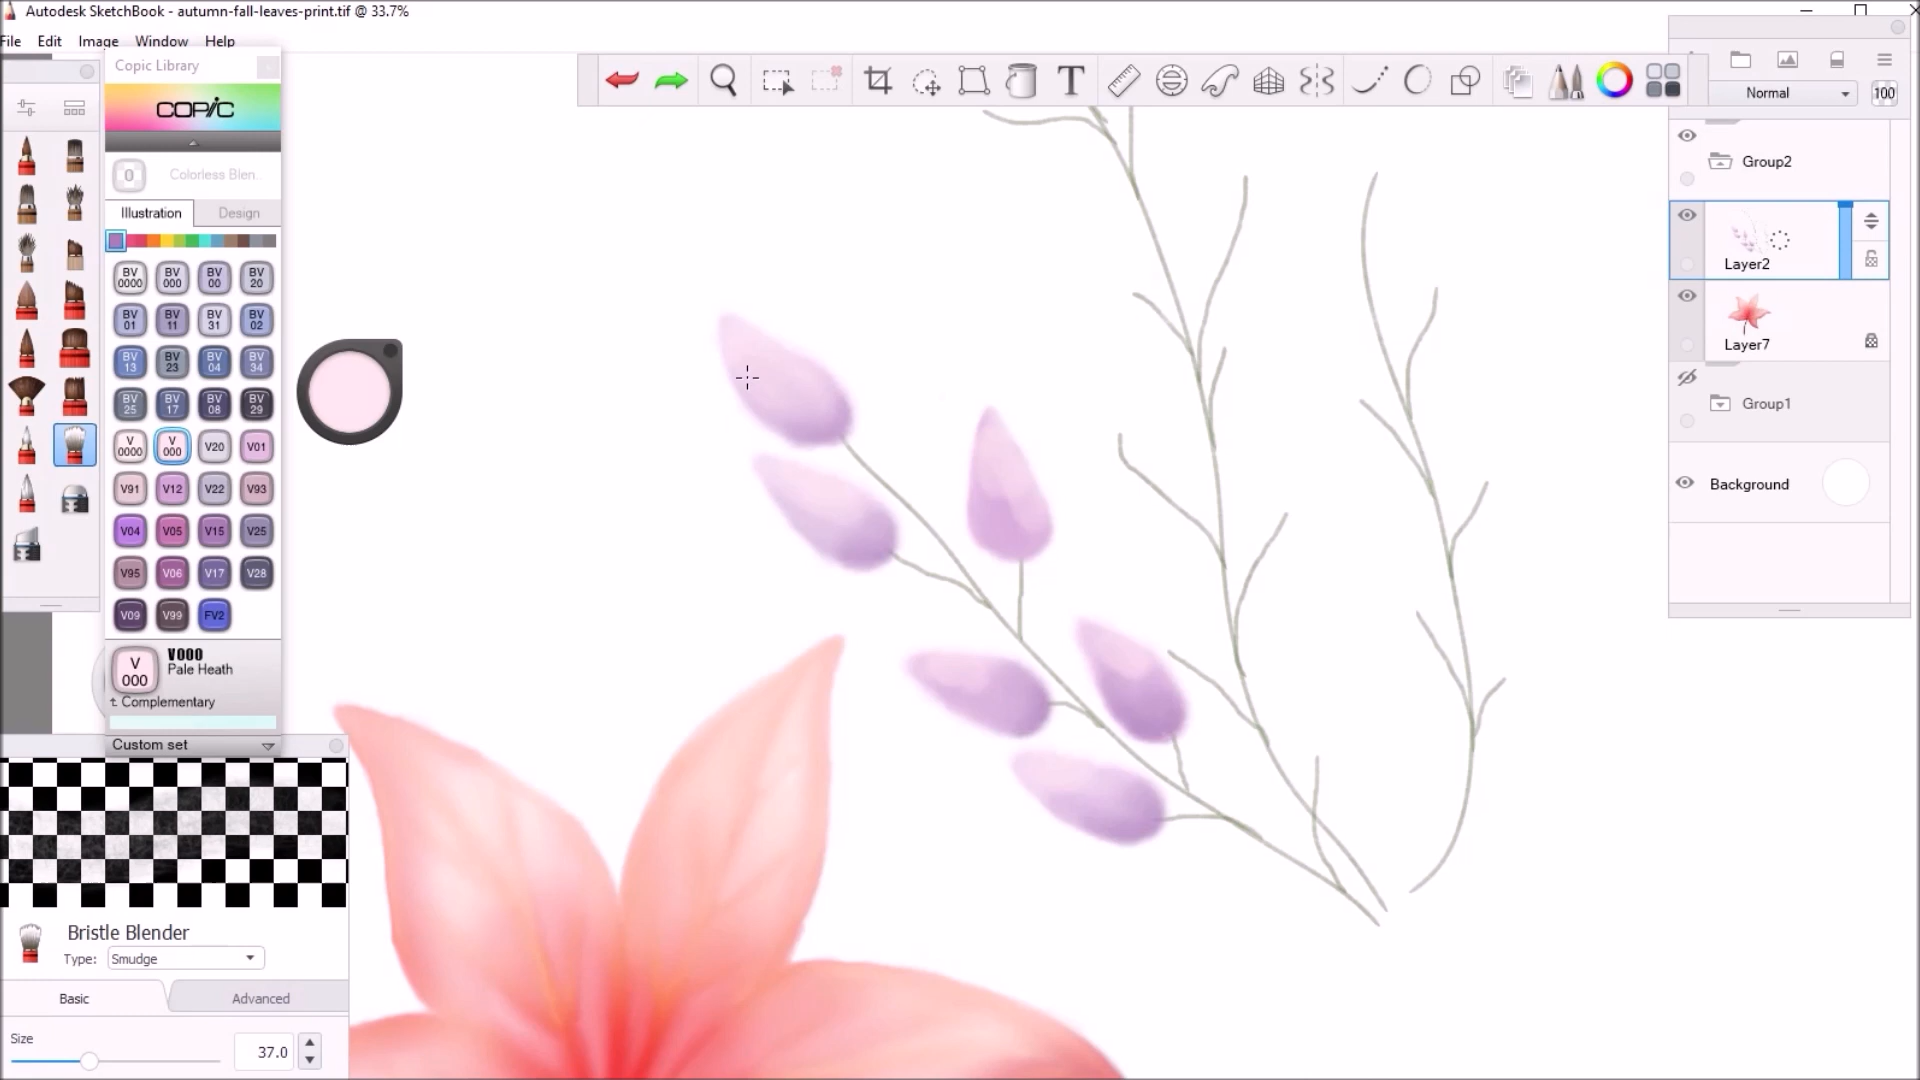 Autodesk SketchBook - autumn-fall-leaves-print.tif @ 33.7%
File Edit Image Window Help
Copic Library
COPIC
0 Colorless Blen.
Illustration Design
BV 0000 BV 000 BV 00 BV 20
BV 01 BV 11 BV 31 BV 02
BV 13 BV 23 BV 04 BV 34
BV 25 BV 17 BV 08 BV 29
V 0000 V 000 V20 V01
V91 V12 V22 V93
V04 V05 V15 V25
V95 V06 V17 V28
V09 V99 FV2
V 000
V000
Pale Heath
Complementary
Custom set
Bristle Blender
Type: Smudge
Basic Advanced
Size
37.0
T
Normal 100
Group2
Layer2
Layer7
Group1
Background